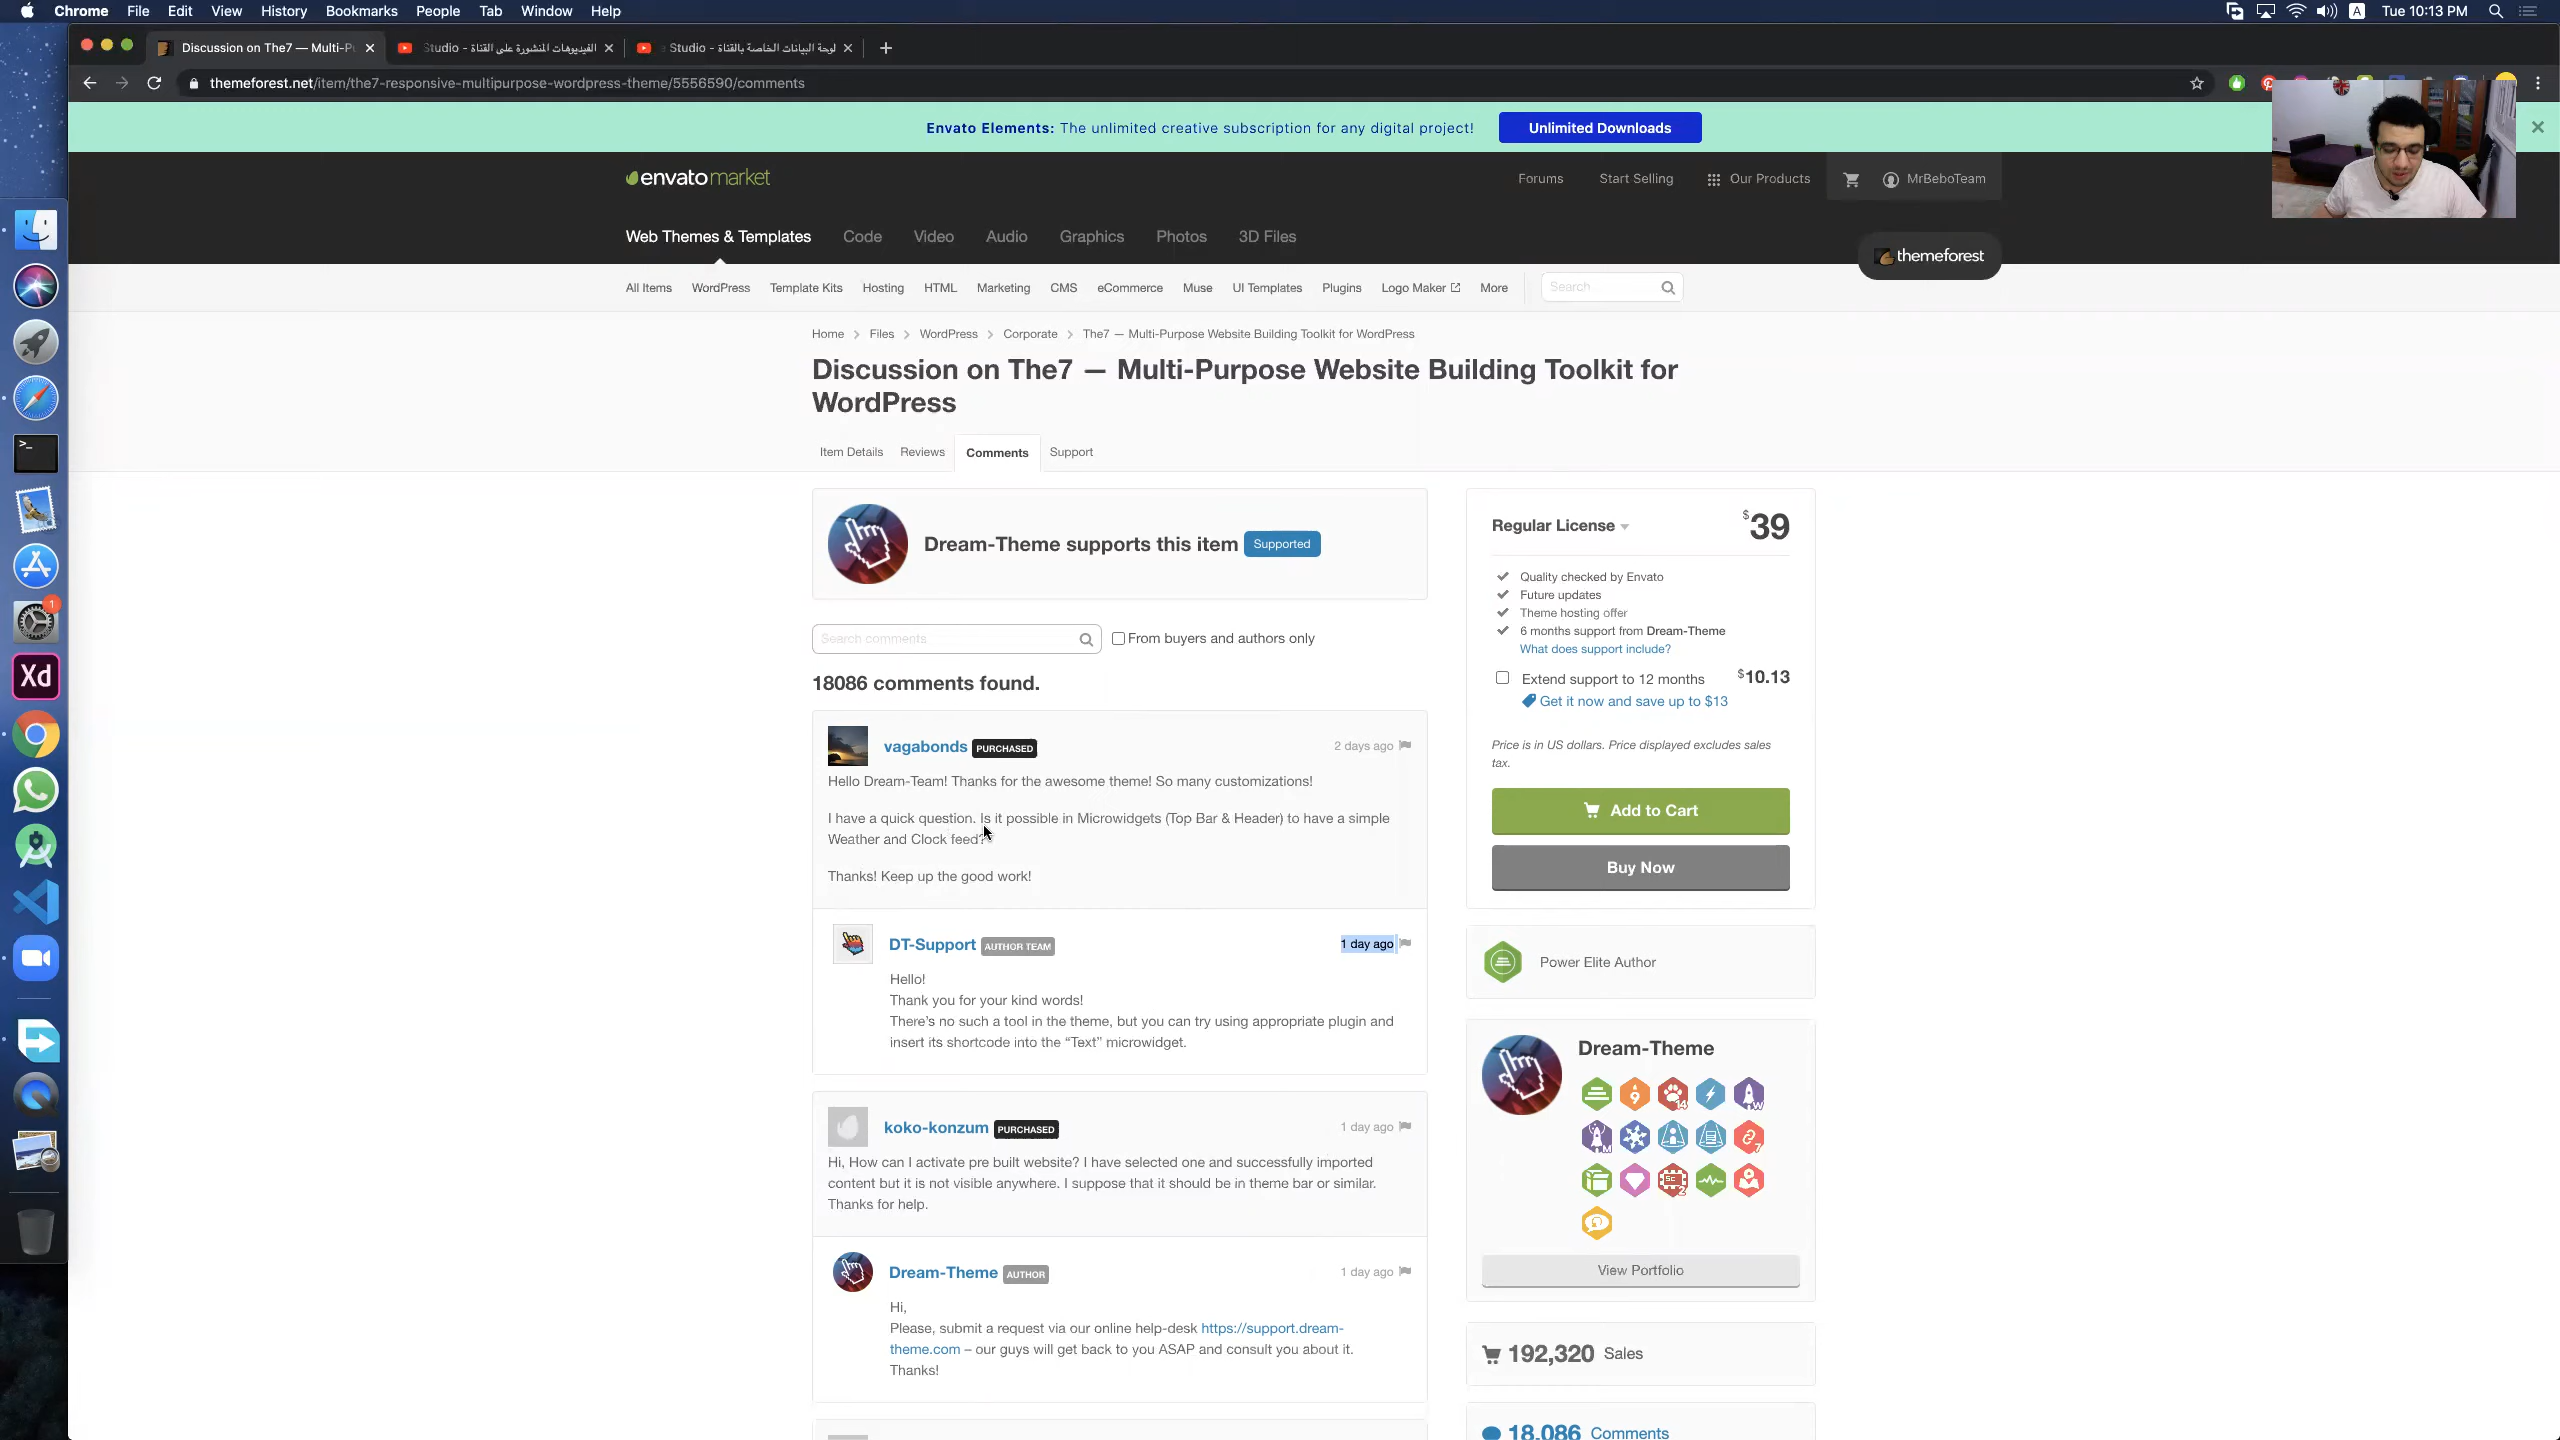 Chrome File Edit View History Bookmarks People Tab Window Help
A Tue 10:13 PM
Discussion on The7 — Multi-P
Studio - الفيديوهات المنشورة على القناة
Studio - لوحة البيانات الخاصة بالقناة
themeforest.net/item/the7-responsive-multipurpose-wordpress-theme/5556590/comments
Envato Elements: The unlimited creative subscription for any digital project!
Unlimited Downloads
envato market
Forums Start Selling Our Products MrBeboTeam
Web Themes & Templates Code Video Audio Graphics Photos 3D Files
themeforest
All Items WordPress Template Kits Hosting HTML Marketing CMS eCommerce Muse UI Templates Plugins Logo Maker More Search
Home > Files > WordPress > Corporate > The7 — Multi-Purpose Website Building Toolkit for WordPress
Discussion on The7 — Multi-Purpose Website Building Toolkit for
WordPress
Item Details Reviews Comments Support
Dream-Theme supports this item Supported
Search comments
From buyers and authors only
18086 comments found.
vagabonds PURCHASED 2 days ago
Hello Dream-Team! Thanks for the awesome theme! So many customizations!
I have a quick question. Is it possible in Microwidgets (Top Bar & Header) to have a simple
Weather and Clock feed?
Thanks! Keep up the good work!
DT-Support AUTHOR TEAM 1 day ago
Hello!
Thank you for your kind words!
There's no such a tool in the theme, but you can try using appropriate plugin and
insert its shortcode into the “Text” microwidget.
koko-konzum PURCHASED 1 day ago
Hi, How can I activate pre built website? I have selected one and successfully imported
content but it is not visible anywhere. I suppose that it should be in theme bar or similar.
Thanks for help.
Dream-Theme AUTHOR 1 day ago
Hi,
Please, submit a request via our online help-desk https://support.dream-
theme.com – our guys will get back to you ASAP and consult you about it.
Thanks!
Regular License $39
Quality checked by Envato
Future updates
Theme hosting offer
6 months support from Dream-Theme
What does support include?
Extend support to 12 months $10.13
Get it now and save up to $13
Price is in US dollars. Price displayed excludes sales
tax.
Add to Cart
Buy Now
Power Elite Author
Dream-Theme
View Portfolio
192,320 Sales
18,086 Comments
1
Xd